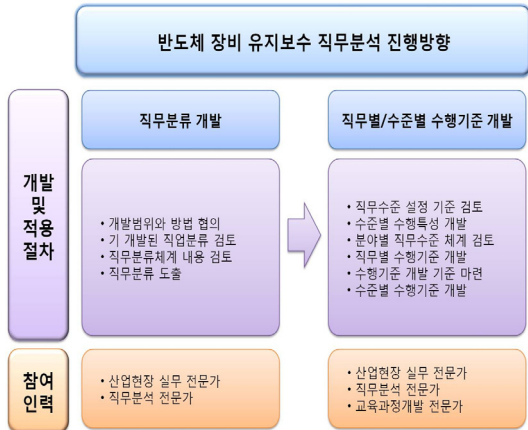 반도체 장비 유지보수 직무분석 진행방향
직무분류 개발
직무별/수준별 수행기준 개발
개발
및
적용
절차
• 개발범위와 방법 협의
• 기 개발된 직업분류 검토
• 직무분류체계 내용 검토
• 직무분류 도출
• 직무수준 설정 기준 검토
• 수준별 수행특성 개발
• 분야별 직무수준 체계 검토
• 직무별 수행기준 개발
• 수행기준 개발 기준 마련
• 수준별 수행기준 개발
참여
인력
• 산업현장 실무 전문가
• 직무분석 전문가
• 산업현장 실무 전문가
• 직무분석 전문가
• 교육과정개발 전문가